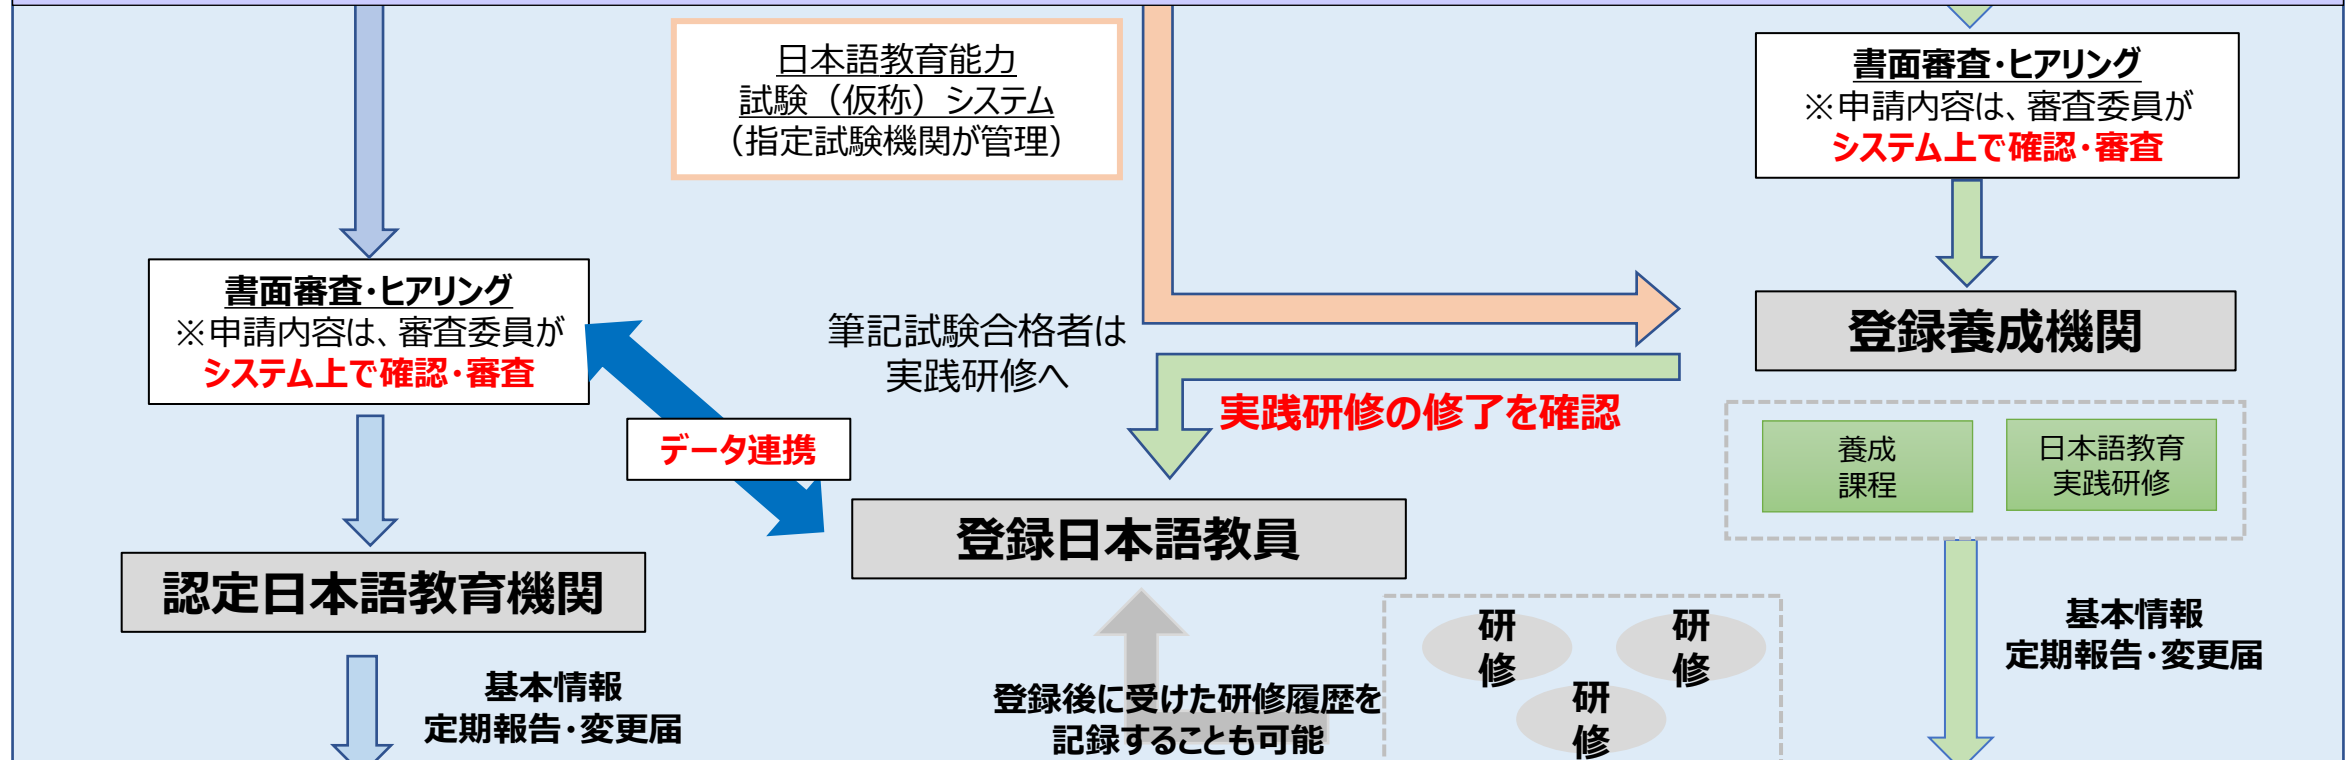 日本語教育能力
試験（仮称）システム
（指定試験機関が管理）
書面審査・ヒアリング
※申請内容は、審査委員が
システム上で確認・審査
書面審査・ヒアリング
※申請内容は、審査委員が
システム上で確認・審査
筆記試験合格者は
実践研修へ
登録養成機関
実践研修の修了を確認
データ連携
養成
課程
日本語教育
実践研修
登録日本語教員
認定日本語教育機関
基本情報
定期報告・変更届
登録後に受けた研修履歴を
記録することも可能
研
修
研
修
研
修
基本情報
定期報告・変更届